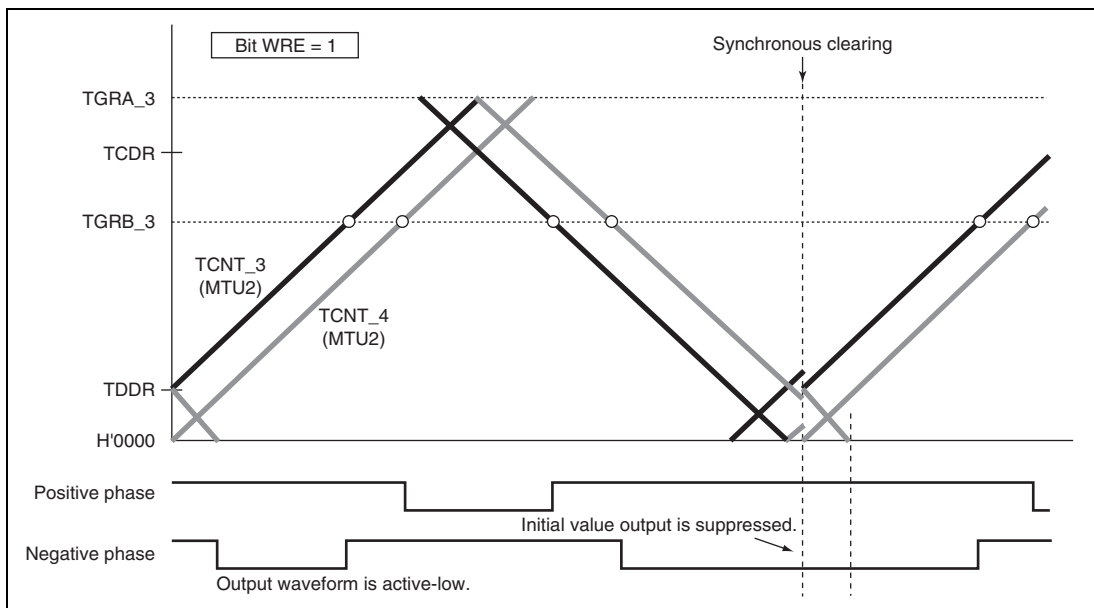 Bit WRE = 1
Synchronous clearing
TGRA_3
TCDR
TGRB_3
TCNT_3
(MTU2)
TCNT_4
(MTU2)
TDDR
H'0000
Positive phase
Initial value output is suppressed.
Negative phase
Output waveform is active-low.